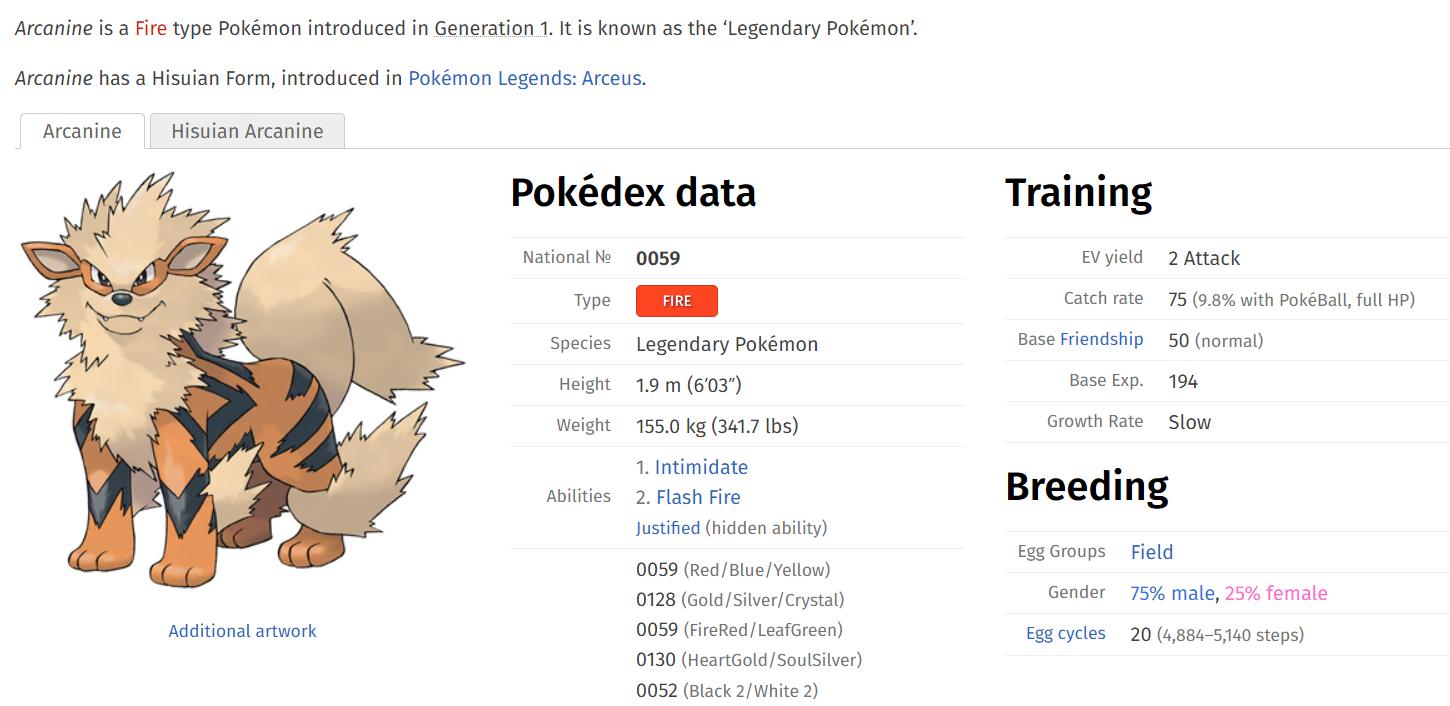 Arcanine is a Fire type Pokémon introduced in Generation 1. It is known as the ‘Legendary Pokémon’.
Arcanine has a Hisuian Form, introduced in Pokémon Legends: Arceus.
Arcanine
Hisuian Arcanine
Additional artwork
Pokédex data
National № 0059
Type FIRE
Species Legendary Pokémon
Height 1.9 m (6′03″)
Weight 155.0 kg (341.7 lbs)
Abilities 1. Intimidate
2. Flash Fire
Justified (hidden ability)
0059 (Red/Blue/Yellow)
0128 (Gold/Silver/Crystal)
0059 (FireRed/LeafGreen)
0130 (HeartGold/SoulSilver)
0052 (Black 2/White 2)
Training
EV yield 2 Attack
Catch rate 75 (9.8% with PokéBall, full HP)
Base Friendship 50 (normal)
Base Exp. 194
Growth Rate Slow
Breeding
Egg Groups Field
Gender 75% male, 25% female
Egg cycles 20 (4,884–5,140 steps)